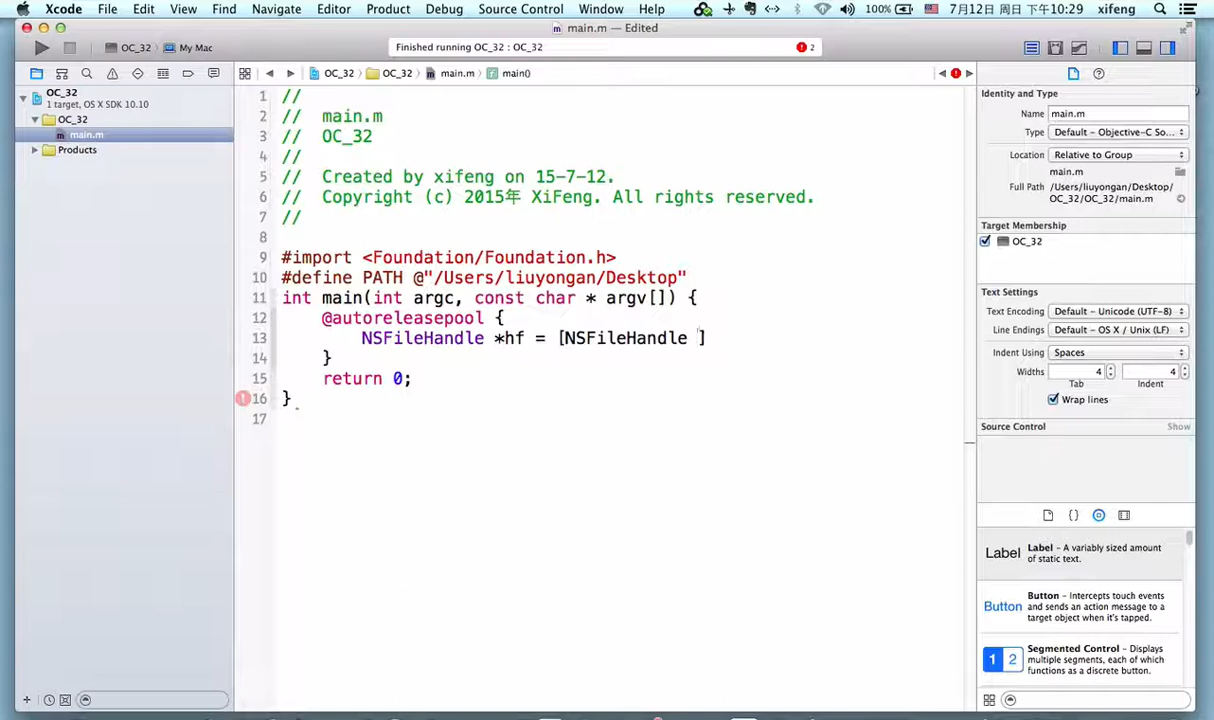 Xcode File Edit View Find Navigate Editor Product Debug Source Control Window Help 100% 7月12日 周日 下午10:29 xifeng
main.m — Edited
OC_32 My Mac
Finished running OC_32 : OC_32
2
OC_32 OC_32 main.m main()
OC_32
1 target, OS X SDK 10.10
OC_32
main.m
Products
1 //
2 // main.m
3 // OC_32
4 //
5 // Created by xifeng on 15-7-12.
6 // Copyright (c) 2015年 XiFeng. All rights reserved.
7 //
8
9 #import <Foundation/Foundation.h>
10 #define PATH @"/Users/liuyongan/Desktop"
11 int main(int argc, const char * argv[]) {
12 @autoreleasepool {
13 NSFileHandle *hf = [NSFileHandle ]
14 }
15 return 0;
16 }
17
Identity and Type
Name main.m
Type Default - Objective-C So...
Location Relative to Group
main.m
Full Path /Users/liuyongan/Desktop/
OC_32/OC_32/main.m
Target Membership
OC_32
Text Settings
Text Encoding Default - Unicode (UTF-8)
Line Endings Default - OS X / Unix (LF)
Indent Using Spaces
Widths 4 4
Tab Indent
Wrap lines
Source Control Show
{}
Label Label - A variably sized amount
of static text.
Button Button - Intercepts touch events
and sends an action message to a
target object when it's tapped.
1 2 Segmented Control - Displays
multiple segments, each of which
functions as a discrete button.